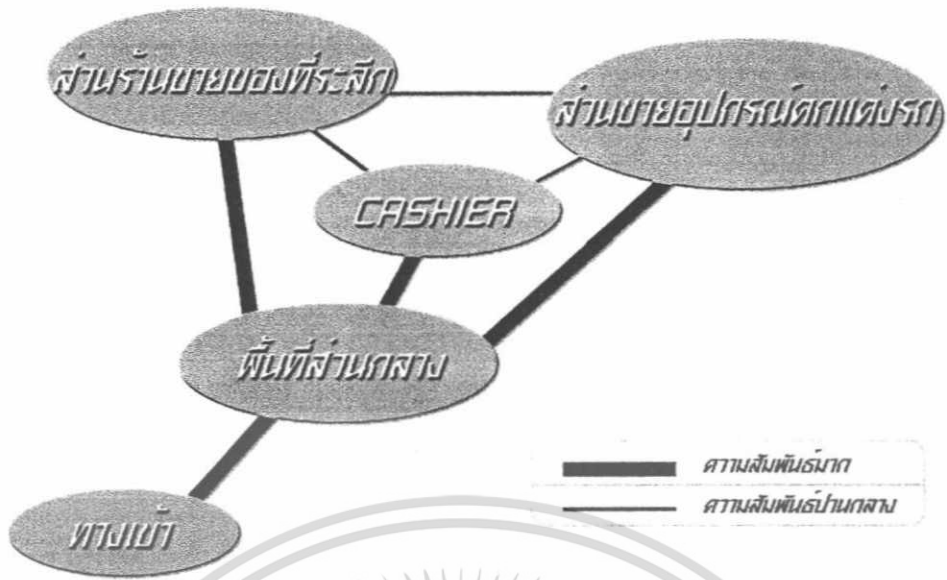 ส่วนร้านขายของที่ระลึก
ส่วนขายอุปกรณ์ตกแต่งรถ
CASHIER
พื้นที่ส่วนกลาง
ความสัมพันธ์มาก
ความสัมพันธ์ปานกลาง
ทางเข้า